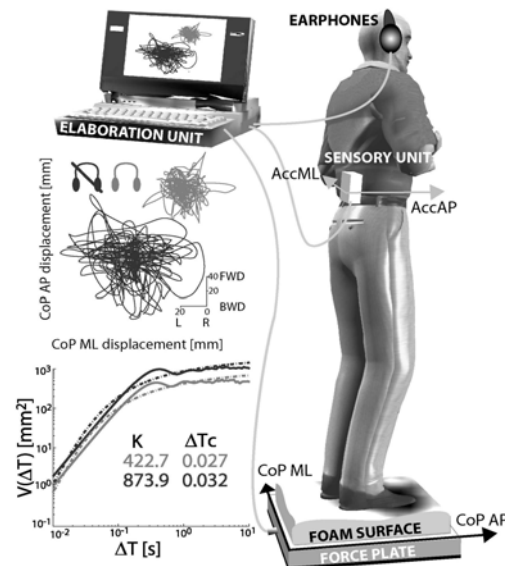 EARPHONES
ELABORATION UNIT
SENSORY UNIT
AccML
AccAP
CoP AP displacement [mm]
40 FWD
20
BWD
20 0
L R
CoP ML displacement [mm]
V(ΔT) [mm²]
10³
10²
10¹
10⁰
10⁻¹
K ΔTc
422.7 0.027
873.9 0.032
10⁻² 10⁻¹ 10⁰ 10¹
ΔT [s]
CoP ML
CoP AP
FOAM SURFACE
FORCE PLATE